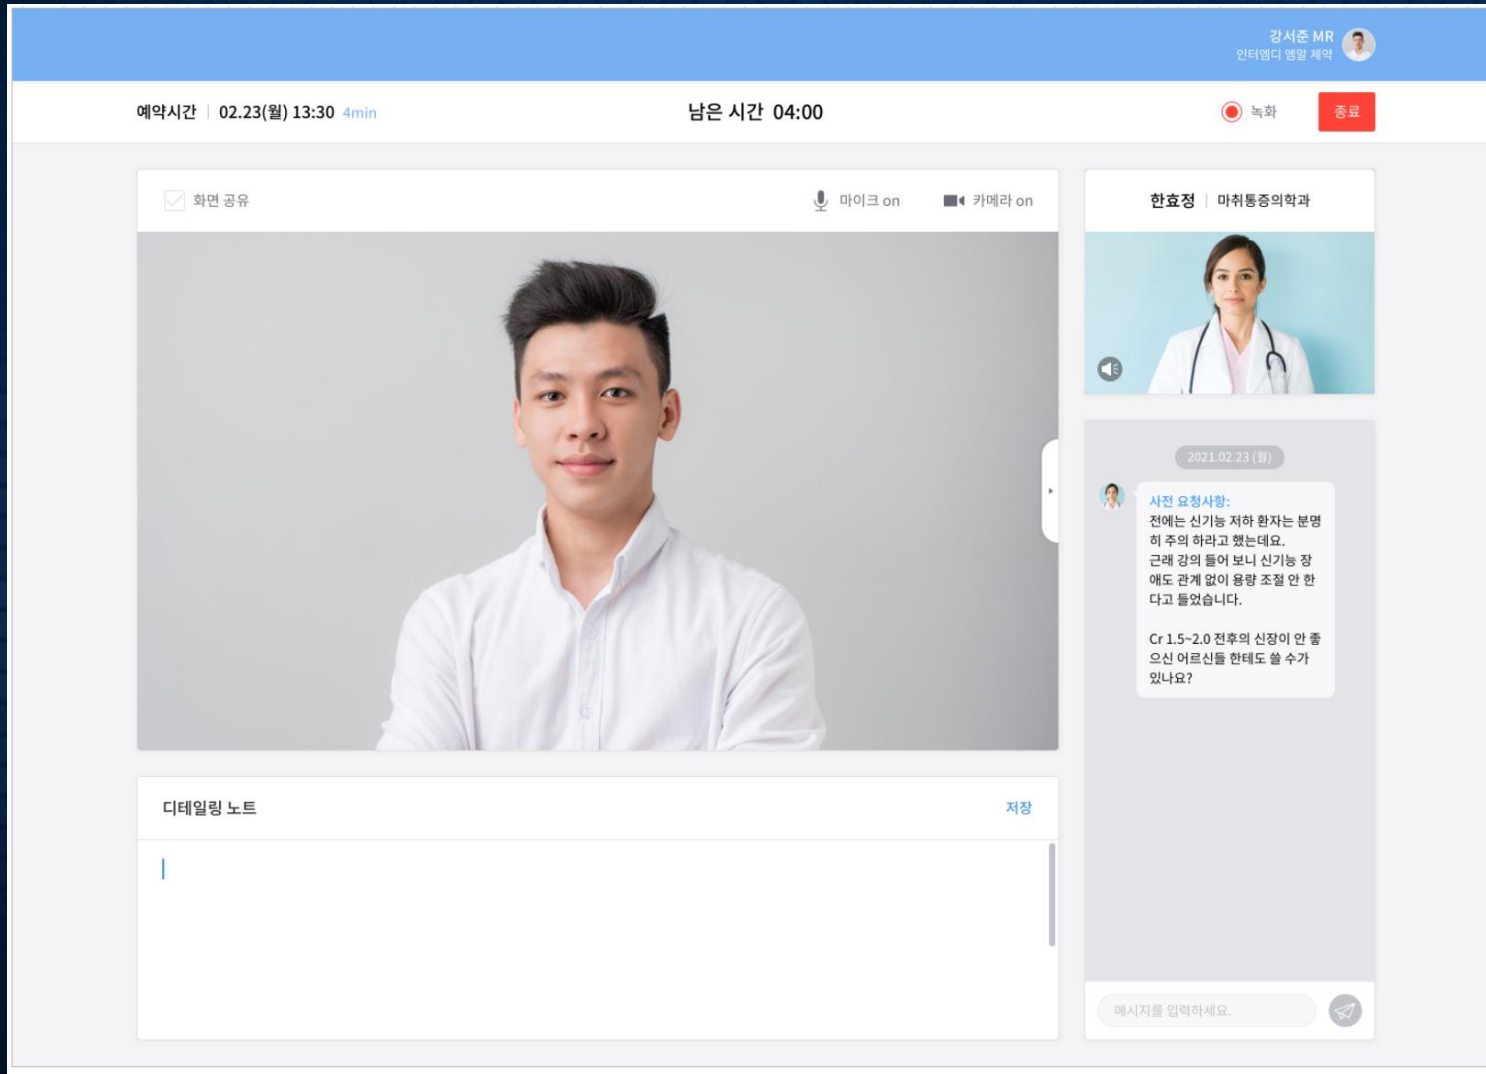 강서준 MR
인터엠디 엠알 제약
예약시간 | 02.23(월) 13:30 4min
남은 시간 04:00
녹화
종료
화면 공유
마이크 on
카메라 on
한효정 | 마취통증의학과
2021.02.23 (월)
사전 요청사항:
전에는 신기능 저하 환자는 분명
히 주의 하라고 했는데요.
근래 강의 들어 보니 신기능 장
애도 관계 없이 용량 조절 안 한
다고 들었습니다.
Cr 1.5~2.0 전후의 신장이 안 좋
으신 어르신들 한테도 쓸 수가
있나요?
디테일링 노트
저장
메시지를 입력하세요.